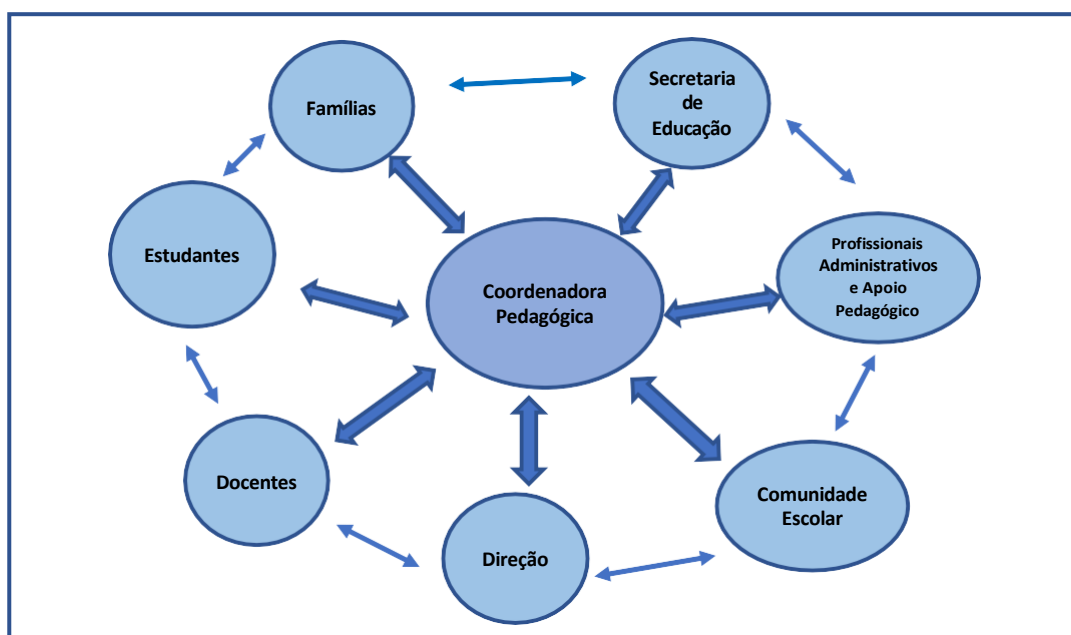 Famílias
Secretaria
de
Educação
Estudantes
Profissionais
Administrativos
e Apoio
Pedagógico
Coordenadora
Pedagógica
Docentes
Comunidade
Escolar
Direção